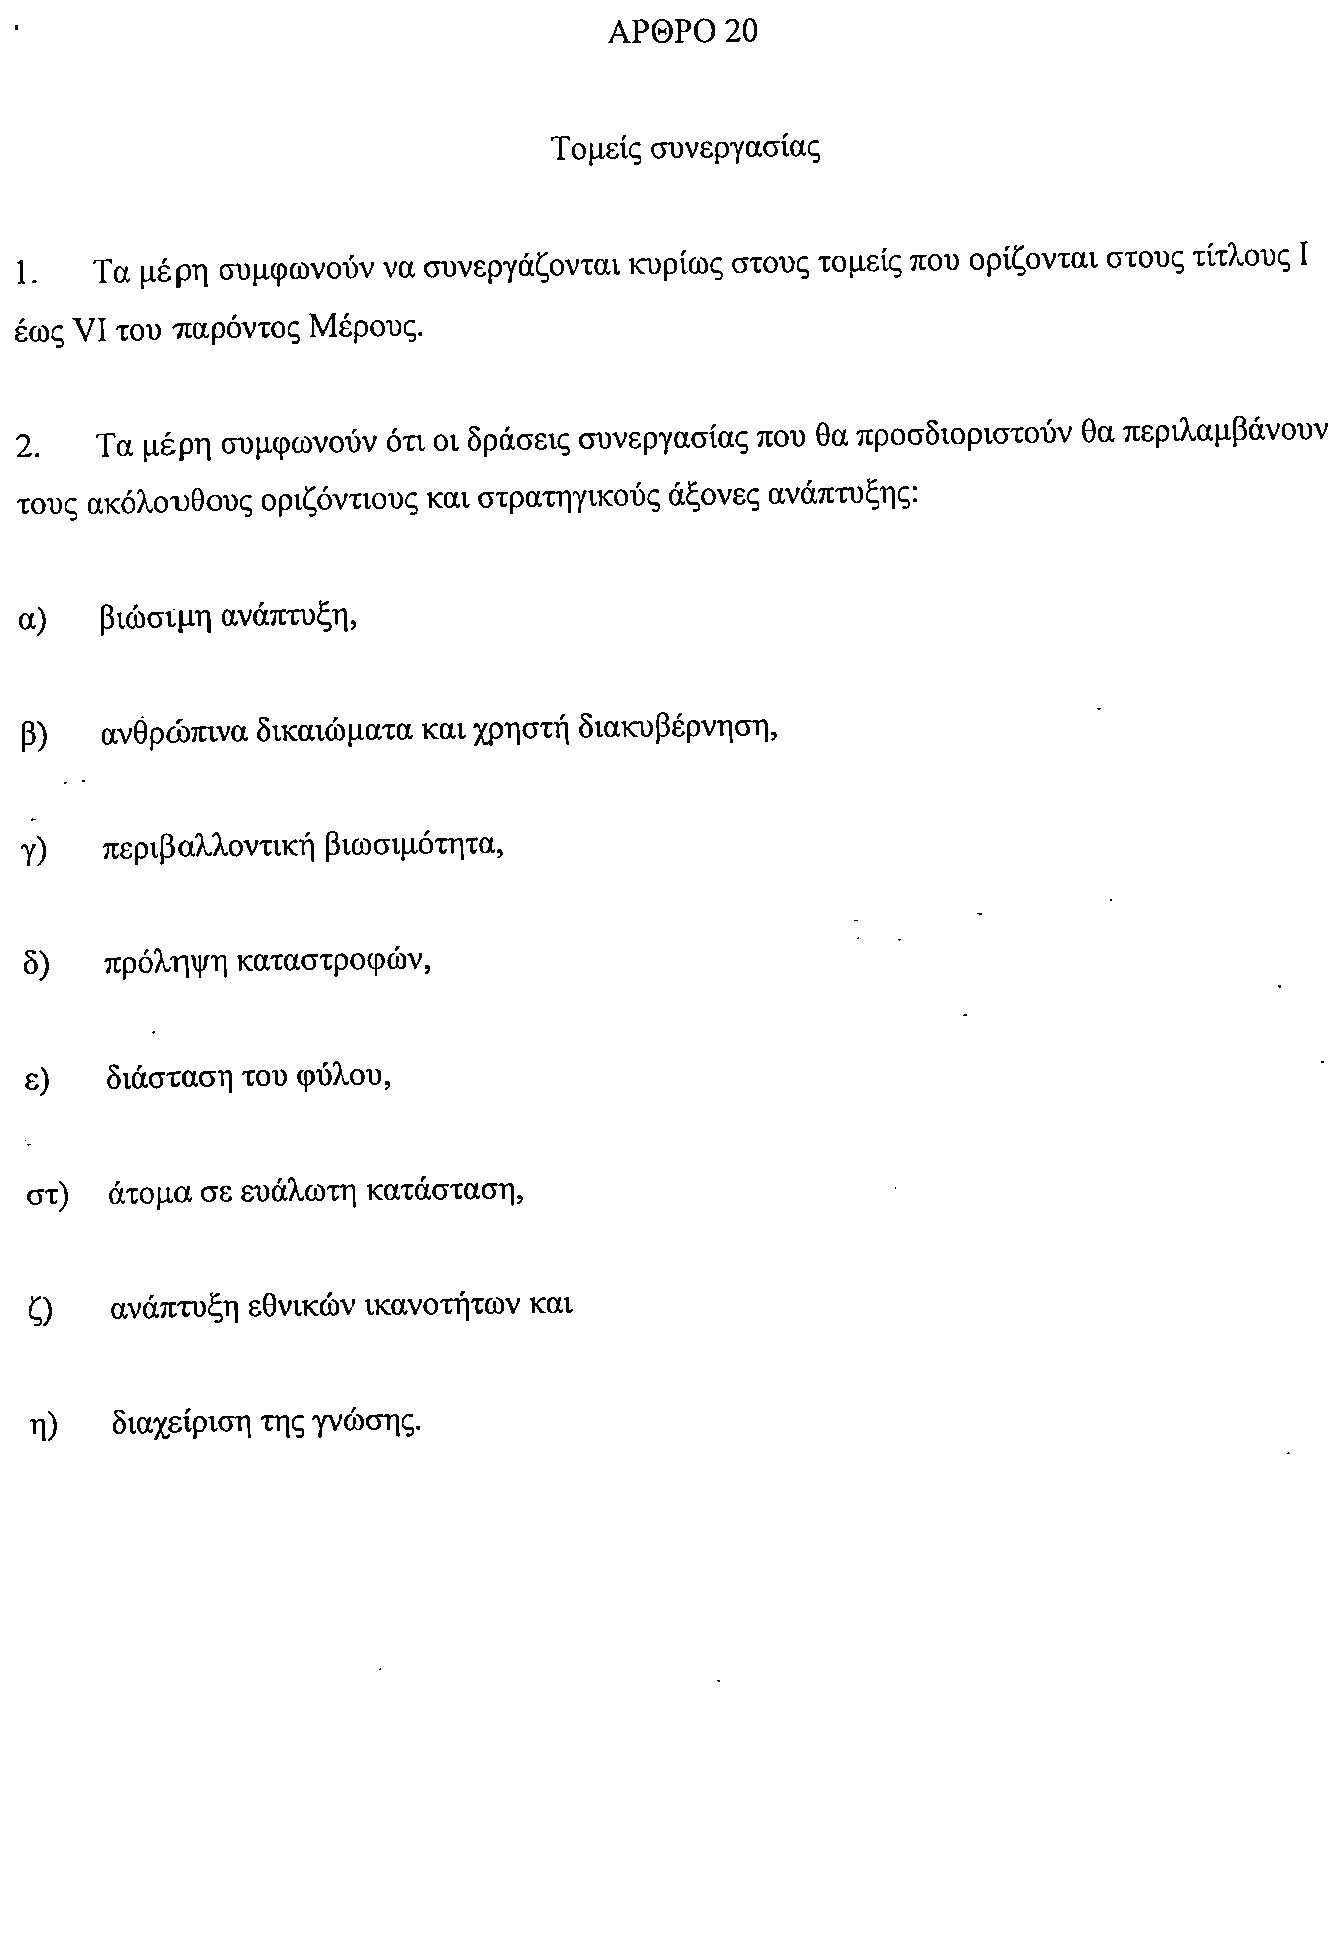 ΑΡΘΡΟ 20
Τομείς συνεργασίας
1. Τα μέρη συμφωνούν να συνεργάζονται κυρίως στους τομείς που ορίζονται στους τίτλους Ι
έως VI του παρόντος Μέρους.
2. Τα μέρη συμφωνούν ότι οι δράσεις συνεργασίας που θα προσδιοριστούν θα περιλαμβάνουν
τους ακόλουθους οριζόντιους και στρατηγικούς άξονες ανάπτυξης:
α) βιώσιμη ανάπτυξη,
β) ανθρώπινα δικαιώματα και χρηστή διακυβέρνηση,
γ) περιβαλλοντική βιωσιμότητα,
δ) πρόληψη καταστροφών,
ε) διάσταση του φύλου,
στ) άτομα σε ευάλωτη κατάσταση,
ζ) ανάπτυξη εθνικών ικανοτήτων και
η) διαχείριση της γνώσης.